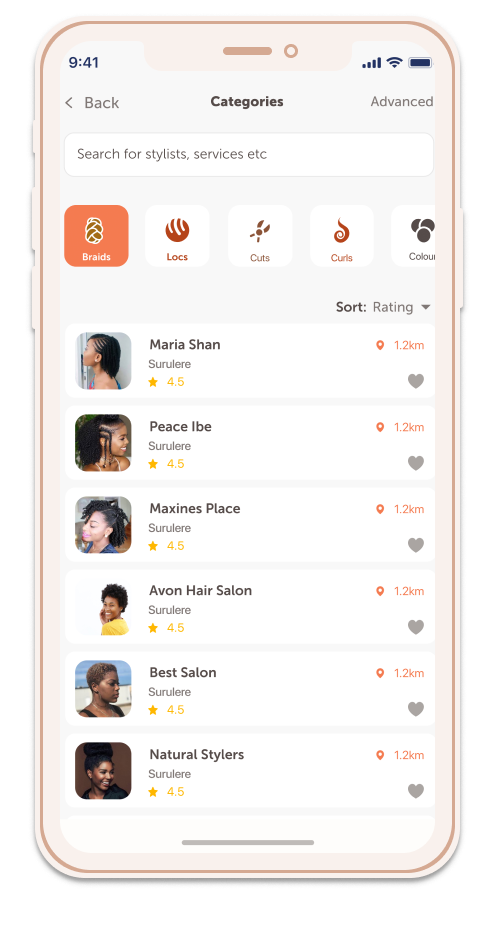 9:41
Back Categories Advanced
Search for stylists, services etc
Braids Locs Cuts Curls Colour
Sort: Rating
Maria Shan 1.2km
Surulere
4.5
Peace Ibe 1.2km
Surulere
4.5
Maxines Place 1.2km
Surulere
4.5
Avon Hair Salon 1.2km
Surulere
4.5
Best Salon 1.2km
Surulere
4.5
Natural Stylers 1.2km
Surulere
4.5